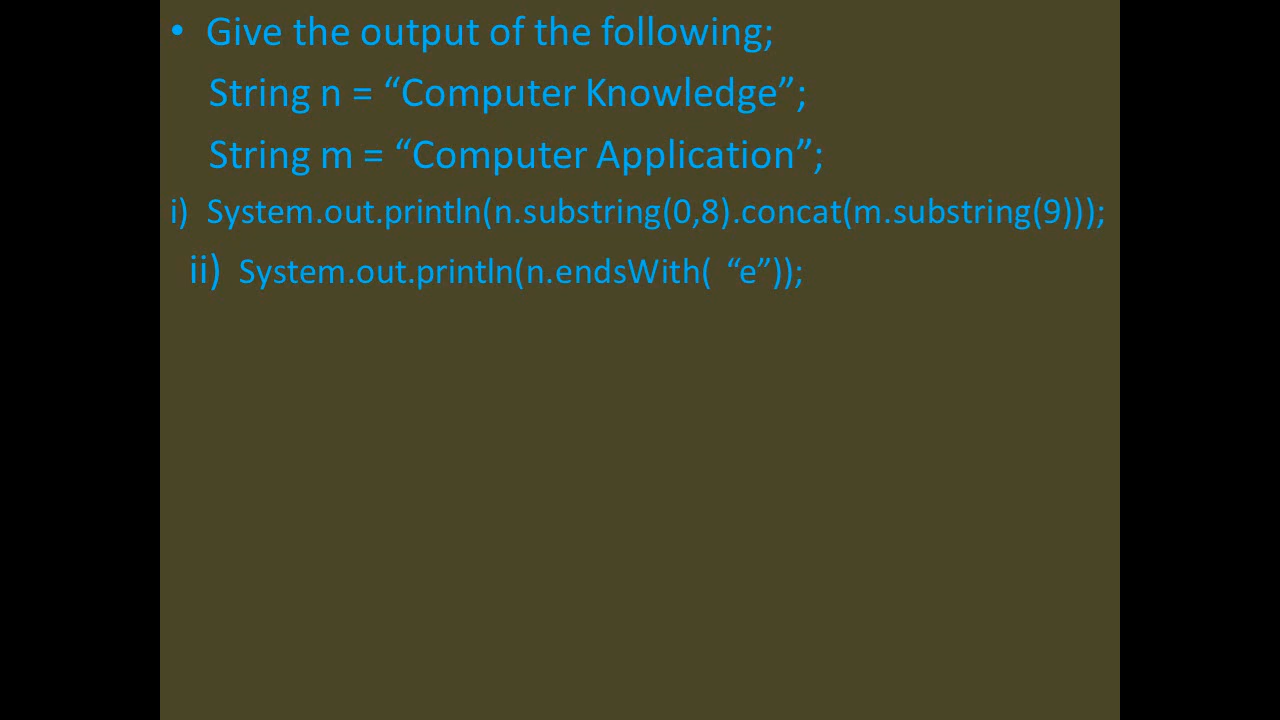 • Give the output of the following;
String n = “Computer Knowledge”;
String m = “Computer Application”;
i) System.out.println(n.substring(0,8).concat(m.substring(9)));
ii) System.out.println(n.endsWith( “e”));